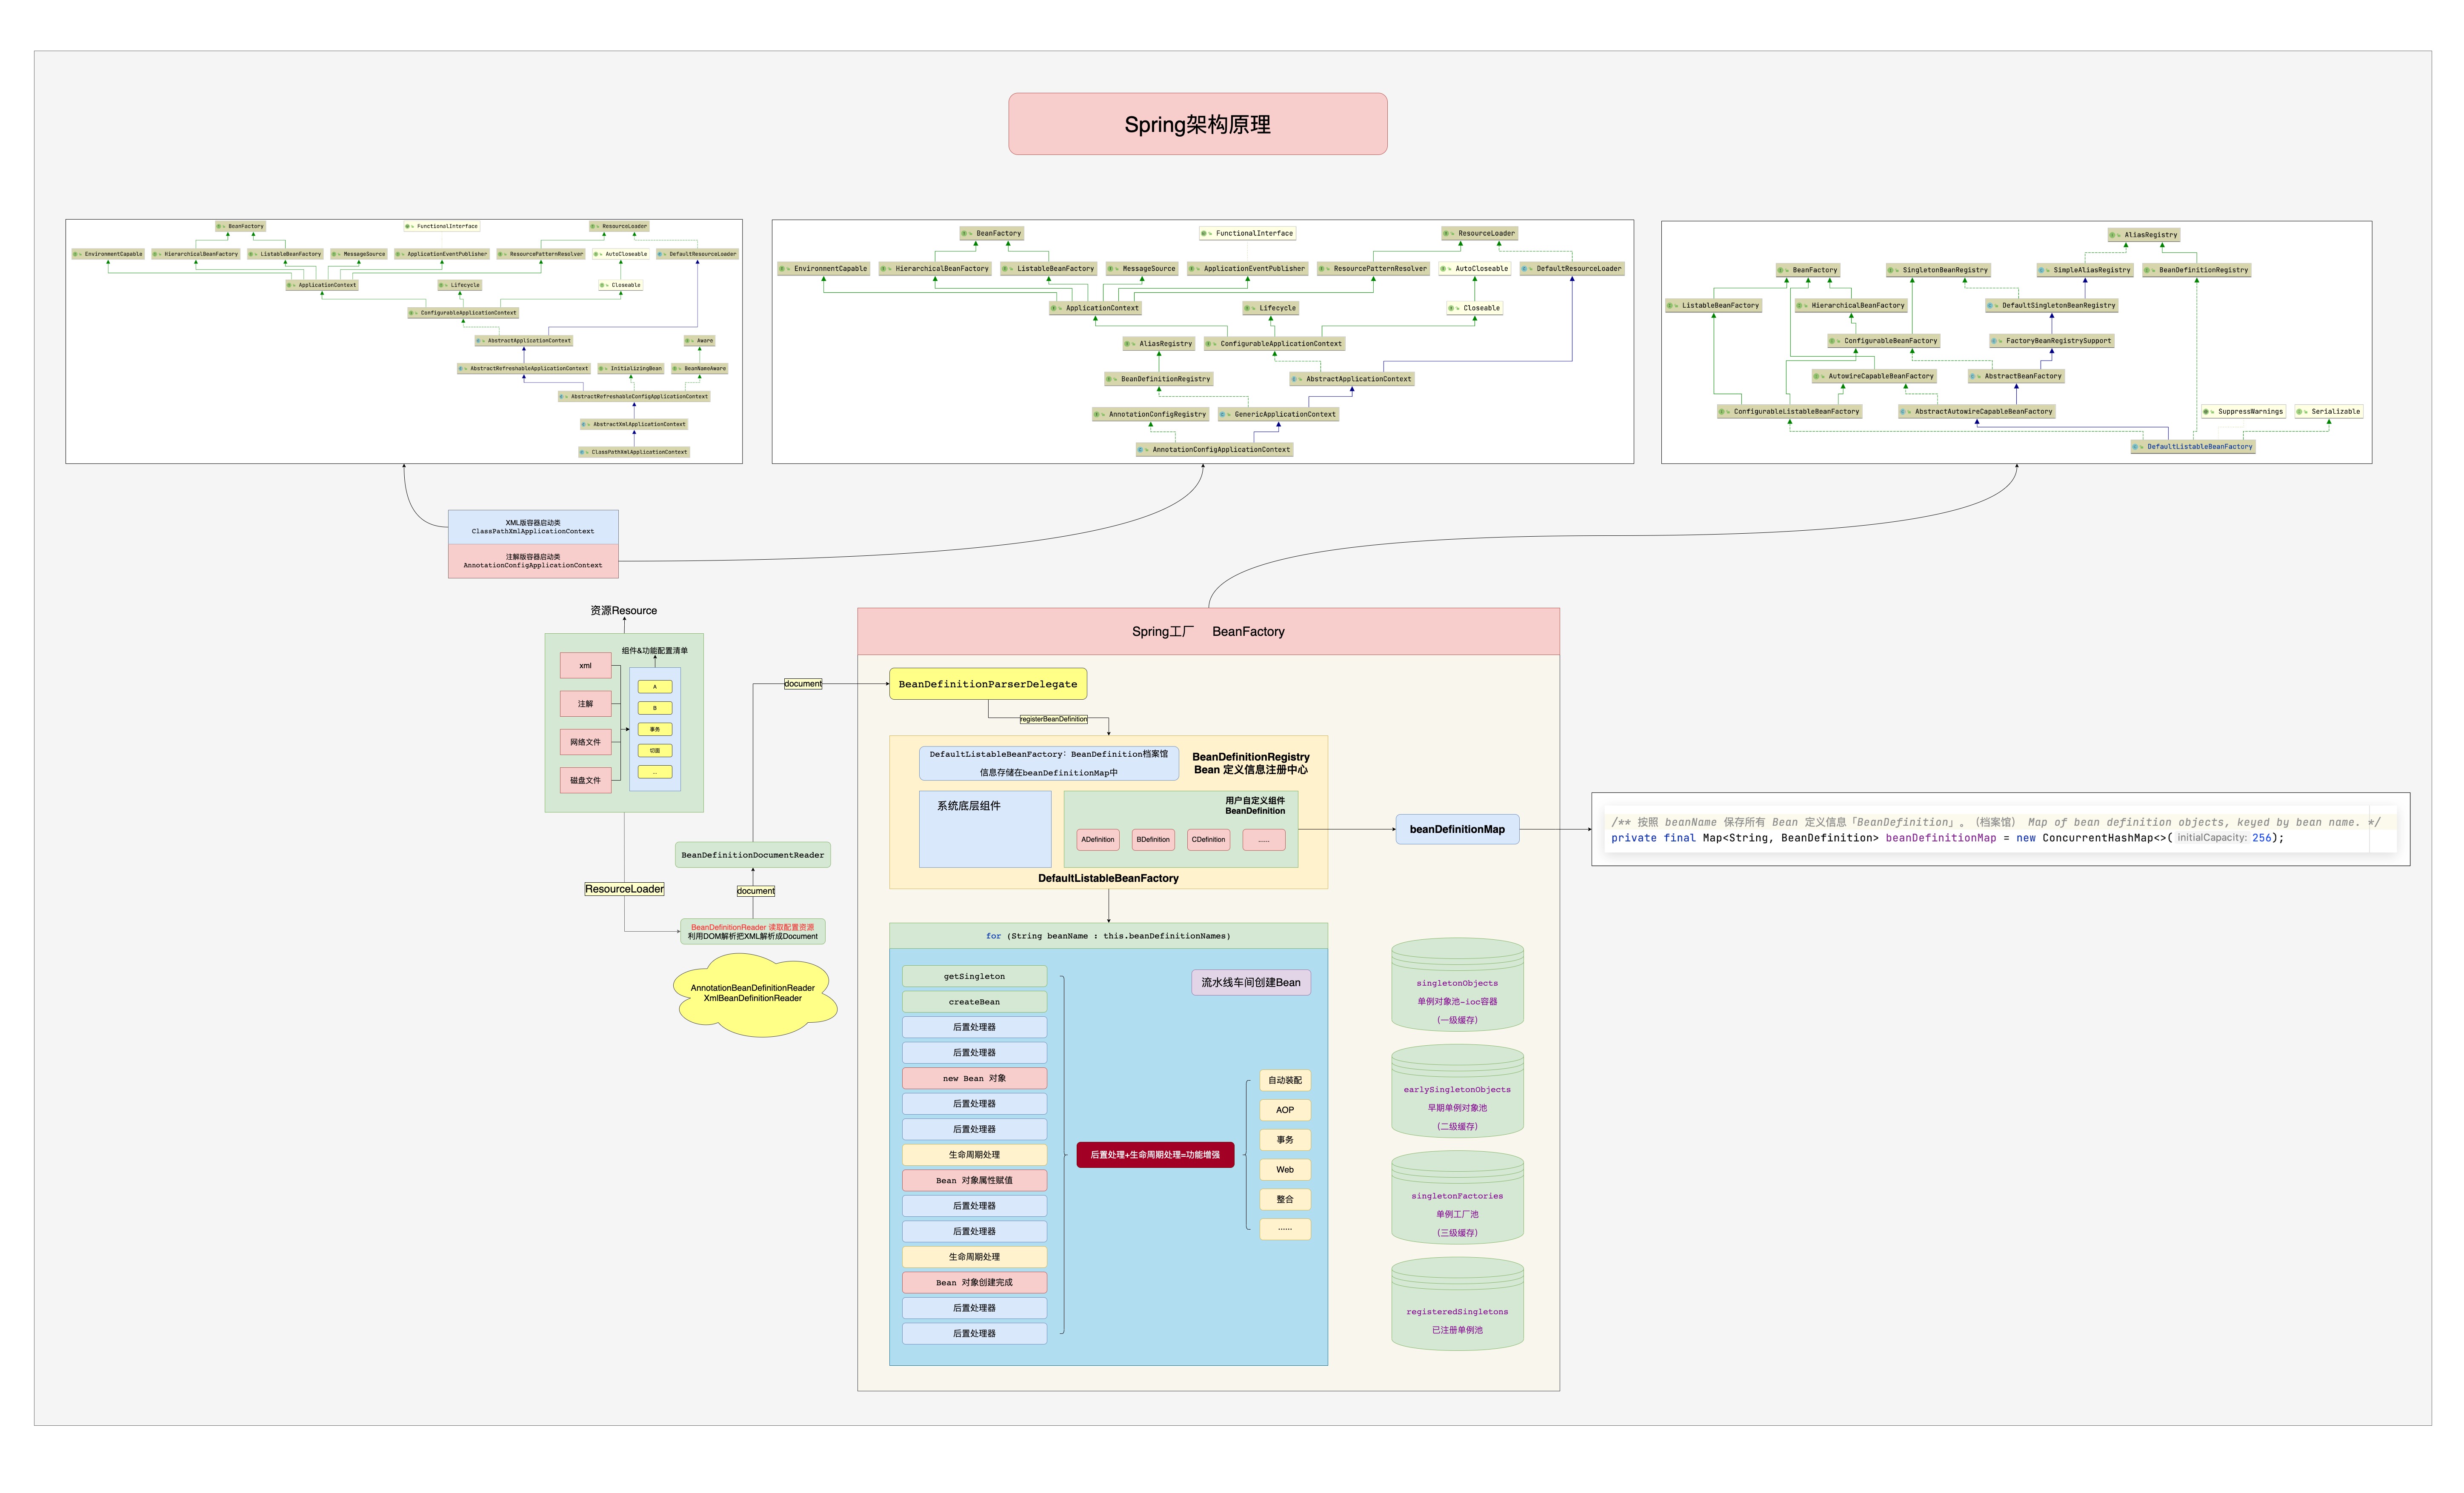 Spring架构原理
BeanFactory
FunctionalInterface
ResourceLoader
EnvironmentCapable
HierarchicalBeanFactory
ListableBeanFactory
MessageSource
ApplicationEventPublisher
ResourcePatternResolver
AutoCloseable
DefaultResourceLoader
ApplicationContext
Lifecycle
Closeable
ConfigurableApplicationContext
AbstractApplicationContext
Aware
AbstractRefreshableApplicationContext
InitializingBean
BeanNameAware
AbstractRefreshableConfigApplicationContext
AbstractXmlApplicationContext
ClassPathXmlApplicationContext
BeanFactory
FunctionalInterface
ResourceLoader
EnvironmentCapable
HierarchicalBeanFactory
ListableBeanFactory
MessageSource
ApplicationEventPublisher
ResourcePatternResolver
AutoCloseable
DefaultResourceLoader
ApplicationContext
Lifecycle
Closeable
AliasRegistry
ConfigurableApplicationContext
BeanDefinitionRegistry
AbstractApplicationContext
AnnotationConfigRegistry
GenericApplicationContext
AnnotationConfigApplicationContext
AliasRegistry
BeanFactory
SingletonBeanRegistry
SimpleAliasRegistry
BeanDefinitionRegistry
ListableBeanFactory
HierarchicalBeanFactory
DefaultSingletonBeanRegistry
ConfigurableBeanFactory
FactoryBeanRegistrySupport
AutowireCapableBeanFactory
AbstractBeanFactory
ConfigurableListableBeanFactory
AbstractAutowireCapableBeanFactory
SuppressWarnings
Serializable
DefaultListableBeanFactory
XML版容器启动类
ClassPathXmlApplicationContext
注解版容器启动类
AnnotationConfigApplicationContext
资源Resource
组件&功能配置清单
xml
注解
网络文件
磁盘文件
A
B
事务
切面
...
ResourceLoader
BeanDefinitionReader 读取配置资源
利用DOM解析把XML解析成Document
AnnotationBeanDefinitionReader
XmlBeanDefinitionReader
document
BeanDefinitionDocumentReader
document
Spring工厂 BeanFactory
BeanDefinitionParserDelegate
registerBeanDefinition
DefaultListableBeanFactory: BeanDefinition档案馆
信息存储在beanDefinitionMap中
BeanDefinitionRegistry
Bean 定义信息注册中心
系统底层组件
用户自定义组件
BeanDefinition
ADefinition
BDefinition
CDefinition
......
DefaultListableBeanFactory
beanDefinitionMap
/** 按照 beanName 保存所有 Bean 定义信息「BeanDefinition」。（档案馆） Map of bean definition objects, keyed by bean name. */
private final Map<String, BeanDefinition> beanDefinitionMap = new ConcurrentHashMap<>( initialCapacity: 256);
for (String beanName : this.beanDefinitionNames)
流水线车间创建Bean
getSingleton
createBean
后置处理器
后置处理器
new Bean 对象
后置处理器
后置处理器
生命周期处理
Bean 对象属性赋值
后置处理器
后置处理器
生命周期处理
Bean 对象创建完成
后置处理器
后置处理器
后置处理+生命周期处理=功能增强
自动装配
AOP
事务
Web
整合
......
singletonObjects
单例对象池-ioc容器
（一级缓存）
earlySingletonObjects
早期单例对象池
（二级缓存）
singletonFactories
单例工厂池
（三级缓存）
registeredSingletons
已注册单例池